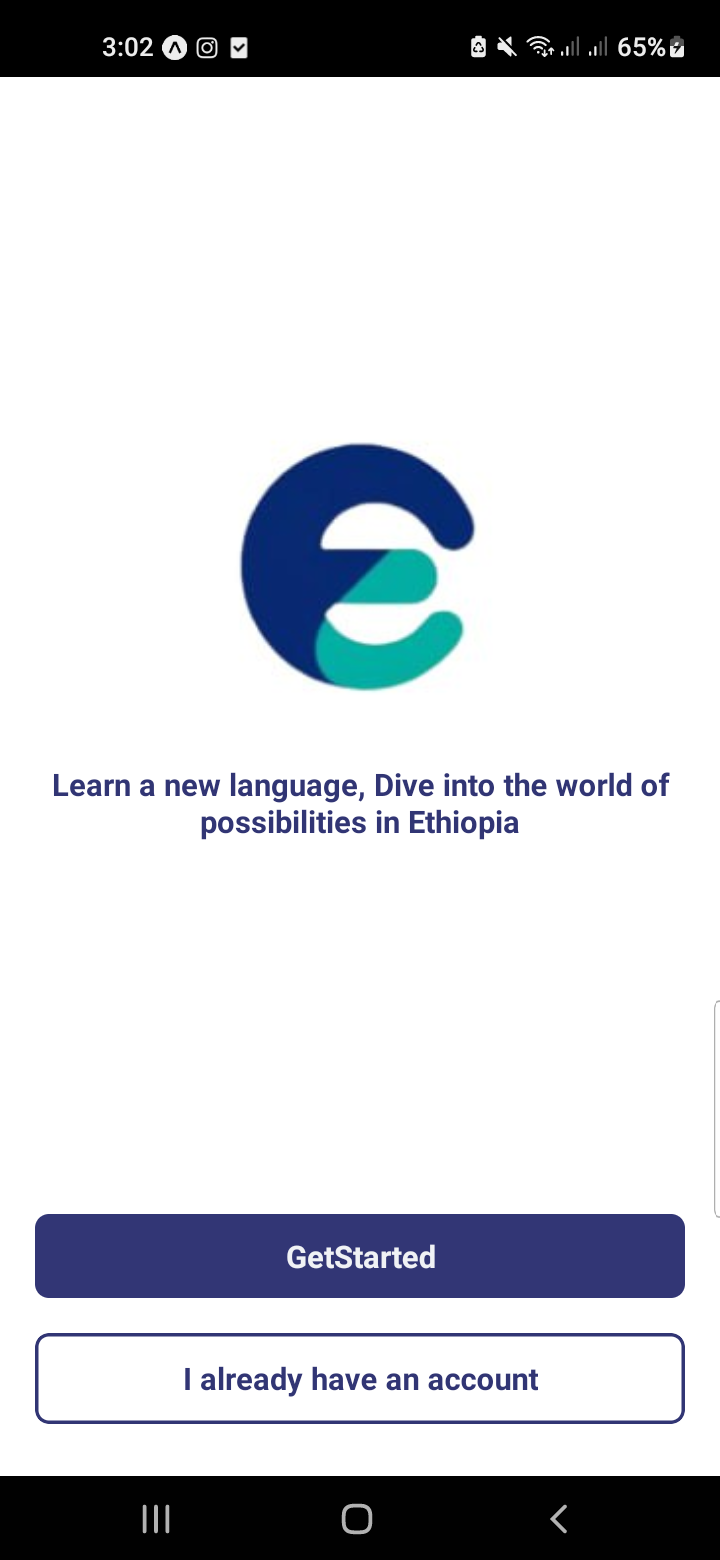 3:02
65%
Learn a new language, Dive into the world of
possibilities in Ethiopia
GetStarted
I already have an account